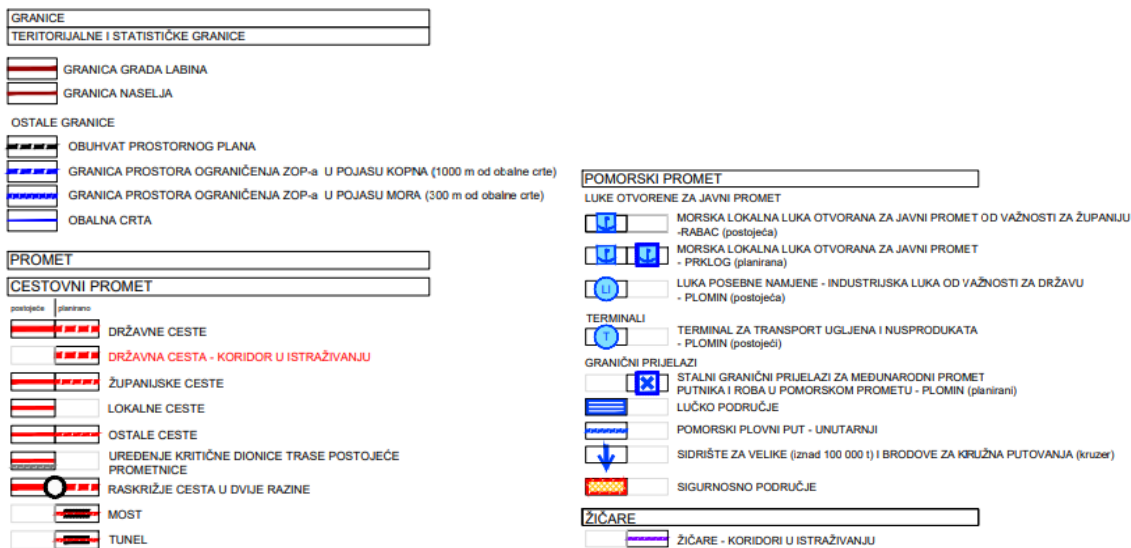 GRANICE
TERITORIJALNE I STATISTIČKE GRANICE
GRANICA GRADA LABINA
GRANICA NASELJA
OSTALE GRANICE
OBUHVAT PROSTORNOG PLANA
GRANICA PROSTORA OGRANIČENJA ZOP-a U POJASU KOPNA (1000 m od obalne crte)
GRANICA PROSTORA OGRANIČENJA ZOP-a U POJASU MORA (300 m od obalne crte)
OBALNA CRTA
PROMET
CESTOVNI PROMET
postojeće planirano
DRŽAVNE CESTE
DRŽAVNA CESTA - KORIDOR U ISTRAŽIVANJU
ŽUPANIJSKE CESTE
LOKALNE CESTE
OSTALE CESTE
UREĐENJE KRITIČNE DIONICE TRASE POSTOJEĆE
PROMETNICE
RASKRIŽJE CESTA U DVIJE RAZINE
MOST
TUNEL
POMORSKI PROMET
LUKE OTVORENE ZA JAVNI PROMET
MORSKA LOKALNA LUKA OTVORANA ZA JAVNI PROMET OD VAŽNOSTI ZA ŽUPANIJU
-RABAC (postojeća)
MORSKA LOKALNA LUKA OTVORANA ZA JAVNI PROMET
- PRKLOG (planirana)
LI
LUKA POSEBNE NAMJENE - INDUSTRIJSKA LUKA OD VAŽNOSTI ZA DRŽAVU
- PLOMIN (postojeća)
TERMINALI
T
TERMINAL ZA TRANSPORT UGLJENA I NUSPRODUKATA
- PLOMIN (postojeći)
GRANIČNI PRIJELAZI
STALNI GRANIČNI PRIJELAZI ZA MEĐUNARODNI PROMET
PUTNIKA I ROBA U POMORSKOM PROMETU - PLOMIN (planirani)
LUČKO PODRUČJE
POMORSKI PLOVNI PUT - UNUTARNJI
SIDRIŠTE ZA VELIKE (iznad 100 000 t) I BRODOVE ZA KRUŽNA PUTOVANJA (kruzer)
SIGURNOSNO PODRUČJE
ŽIČARE
ŽIČARE - KORIDORI U ISTRAŽIVANJU